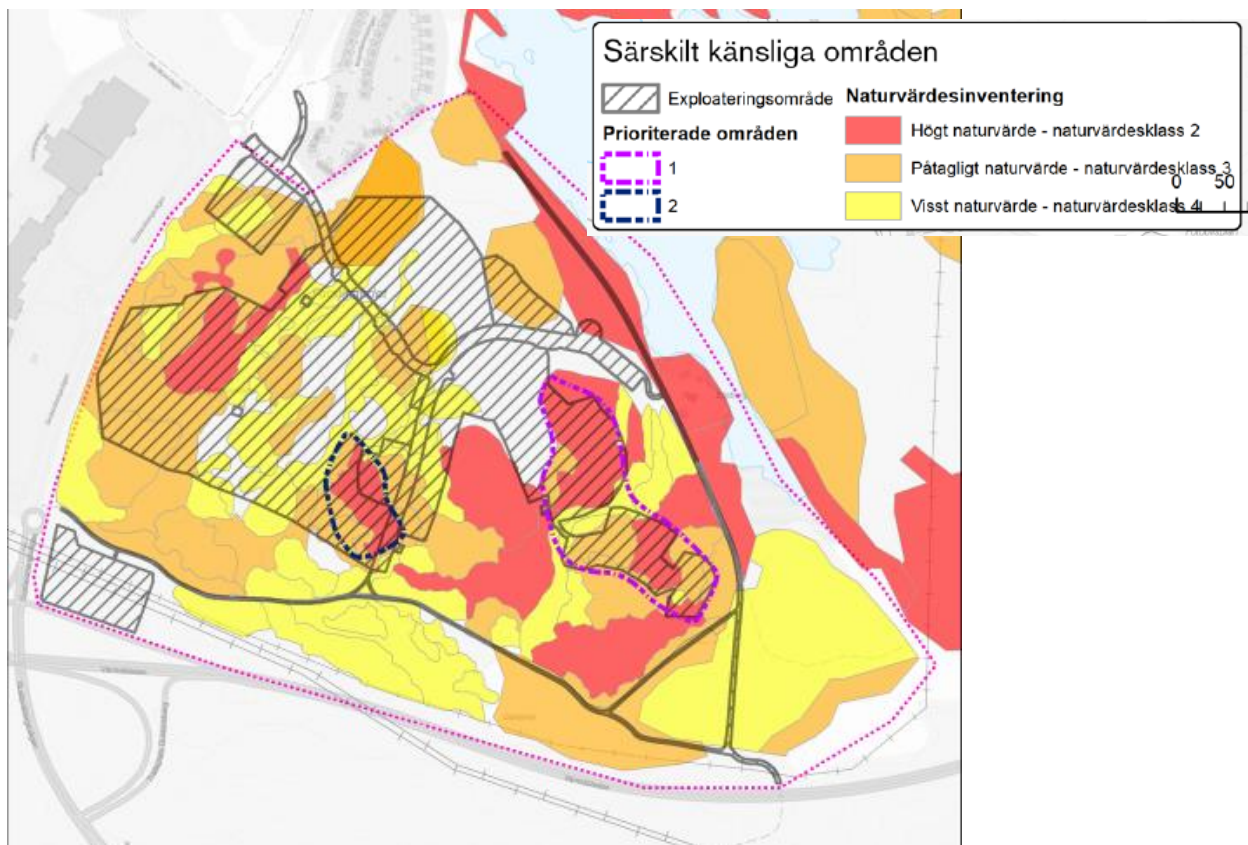 Särskilt känsliga områden
Exploateringsområde
Prioriterade områden
1
2
Naturvärdesinventering
Högt naturvärde - naturvärdesklass 2
Påtagligt naturvärde - naturvärdesklass 3
Visst naturvärde - naturvärdesklass 4
0 50